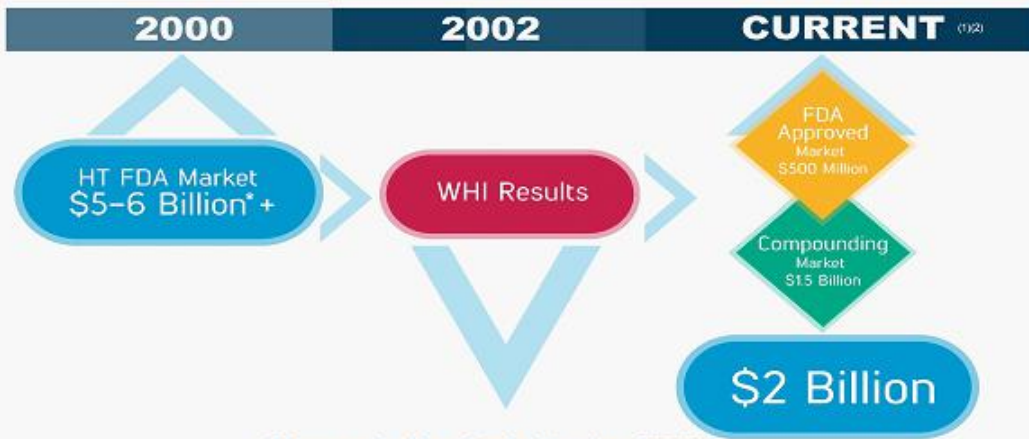 2000
2002
CURRENT (1)(2)
HT FDA Market
$5-6 Billion* +
WHI Results
FDA
Approved
Market
$500 Million
Compounding
Market
$1.5 Billion
$2 Billion